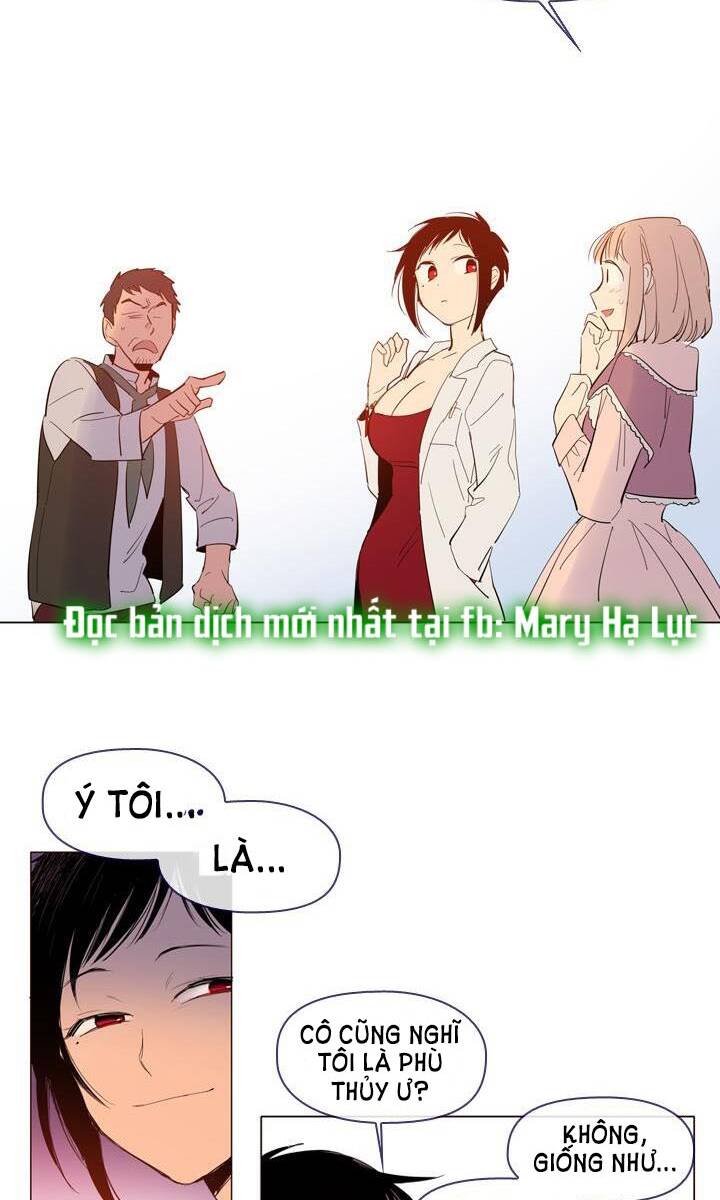 Đọc bản dịch mới nhất tại fb: Mary Hạ Lục
Ý TÔI....
LÀ...
CÔ CŨNG NGHĨ
TÔI LÀ PHÙ
THỦY Ư?
KHÔNG,
GIỐNG NHƯ...